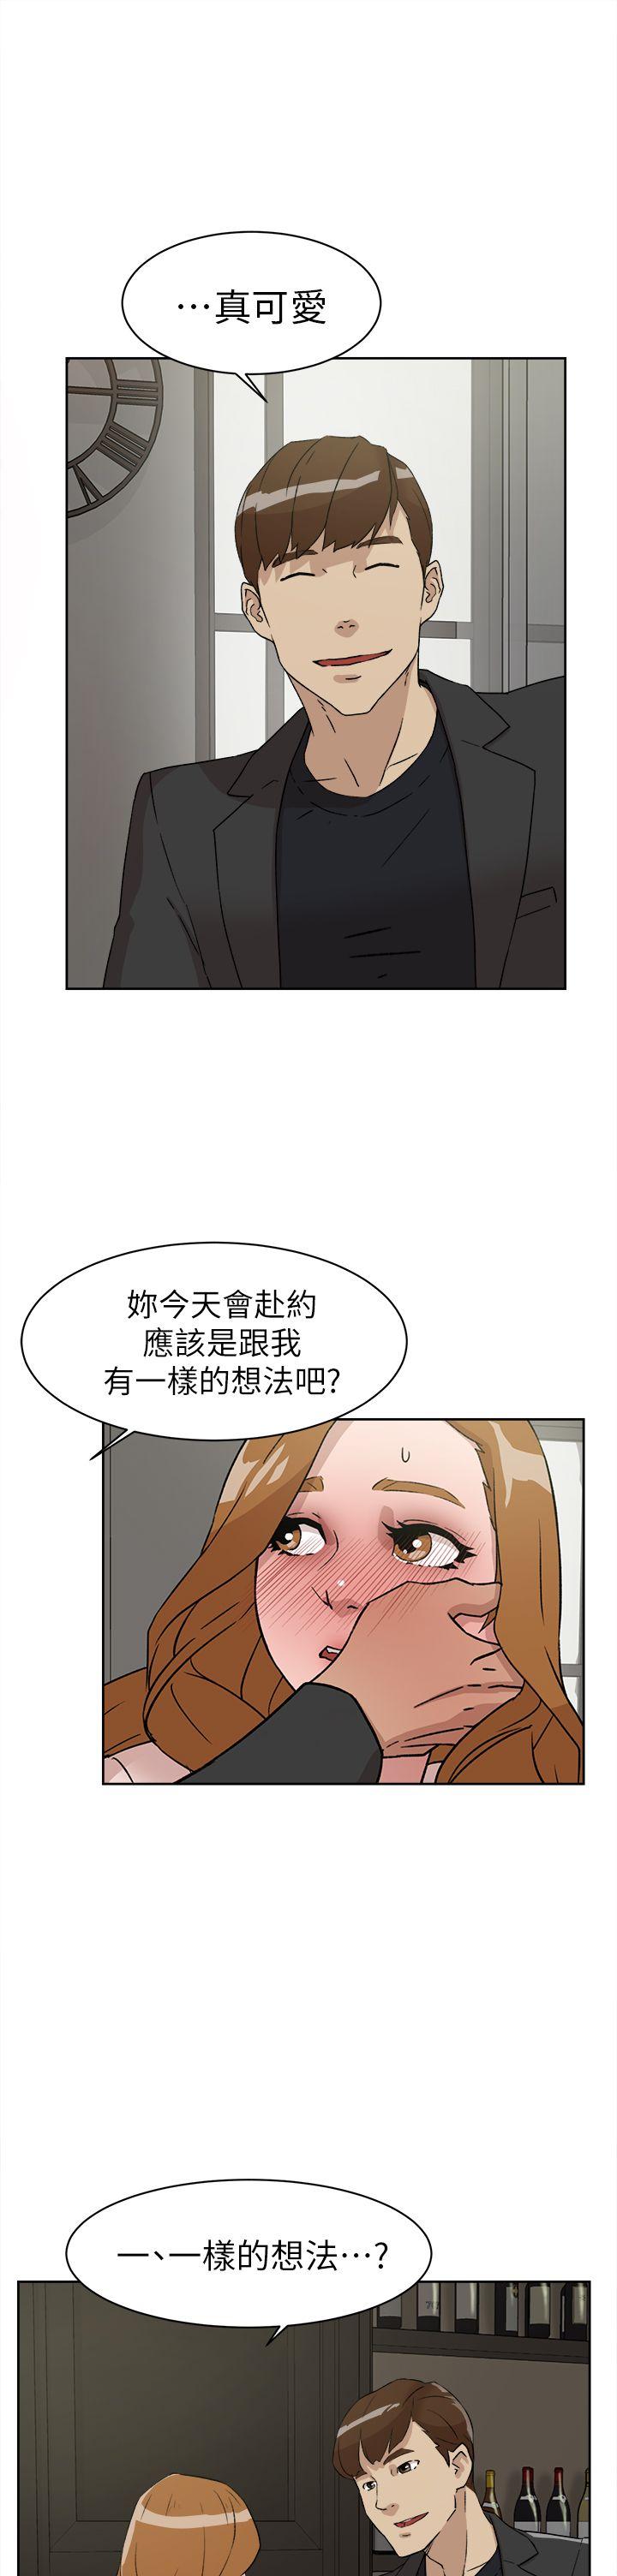 …真可愛
妳今天會赴約
應該是跟我
有一樣的想法吧?
一、一樣的想法…?